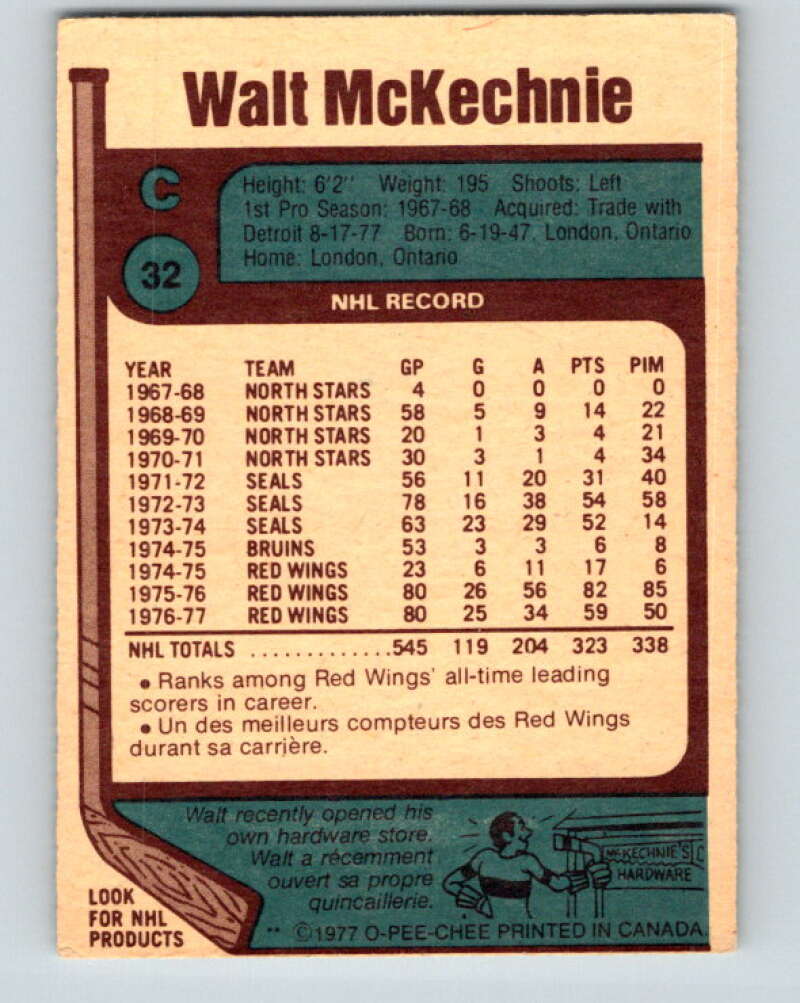 Walt McKechnie
C
32
Height: 6'2" Weight: 195 Shoots: Left
1st Pro Season: 1967-68 Acquired: Trade with
Detroit 8-17-77 Born: 6-19-47, London, Ontario
Home: London, Ontario
NHL RECORD
YEAR TEAM GP G A PTS PIM
1967-68 NORTH STARS 4 0 0 0 0
1968-69 NORTH STARS 58 5 9 14 22
1969-70 NORTH STARS 20 1 3 4 21
1970-71 NORTH STARS 30 3 1 4 34
1971-72 SEALS 56 11 20 31 40
1972-73 SEALS 78 16 38 54 58
1973-74 SEALS 63 23 29 52 14
1974-75 BRUINS 53 3 3 6 8
1974-75 RED WINGS 23 6 11 17 6
1975-76 RED WINGS 80 26 56 82 85
1976-77 RED WINGS 80 25 34 59 50
NHL TOTALS .............545 119 204 323 338
• Ranks among Red Wings' all-time leading
scorers in career.
• Un des meilleurs compteurs des Red Wings
durant sa carrière.
Walt recently opened his
own hardware store.
Walt a récemment
ouvert sa propre
quincaillerie.
McKECHNIE'S C
HARDWARE
LOOK
FOR NHL
PRODUCTS
** ©1977 O-PEE-CHEE PRINTED IN CANADA.